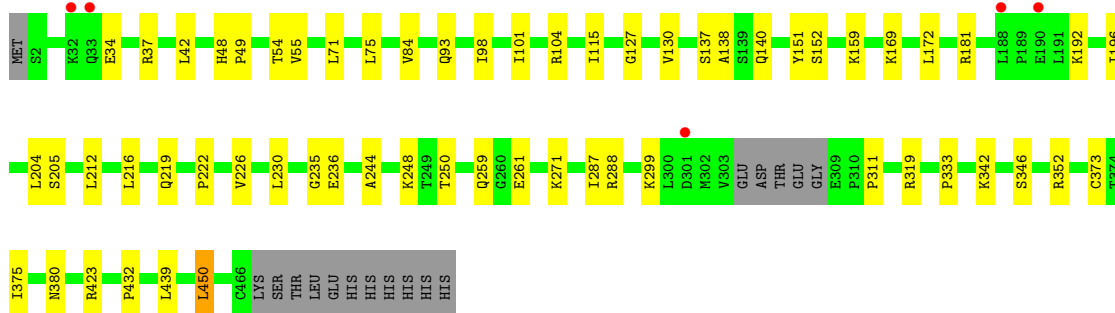 MET S2 K32 Q33 E34 R37 L42 H48 P49 T54 V55 L71 L75 V84 Q93 I98 I101 R104 I115 G127 V130 S137 A138 S139 Q140 Y151 S152 K159 K169 L172 R181 L188 P189 E190 L191 K192 I196
L204 S205 L212 L216 Q219 P222 V226 L230 G235 E236 A244 K248 T249 T250 Q259 G260 E261 K271 I287 R288 K299 L300 D301 M302 V303 GLU ASP THR GLU GLY E309 P310 P311 R319 P333 K342 S346 R352 C373 T374
I375 N380 R423 P432 L439 L450 C466 LYS SER THR LEU GLU HIS HIS HIS HIS HIS HIS